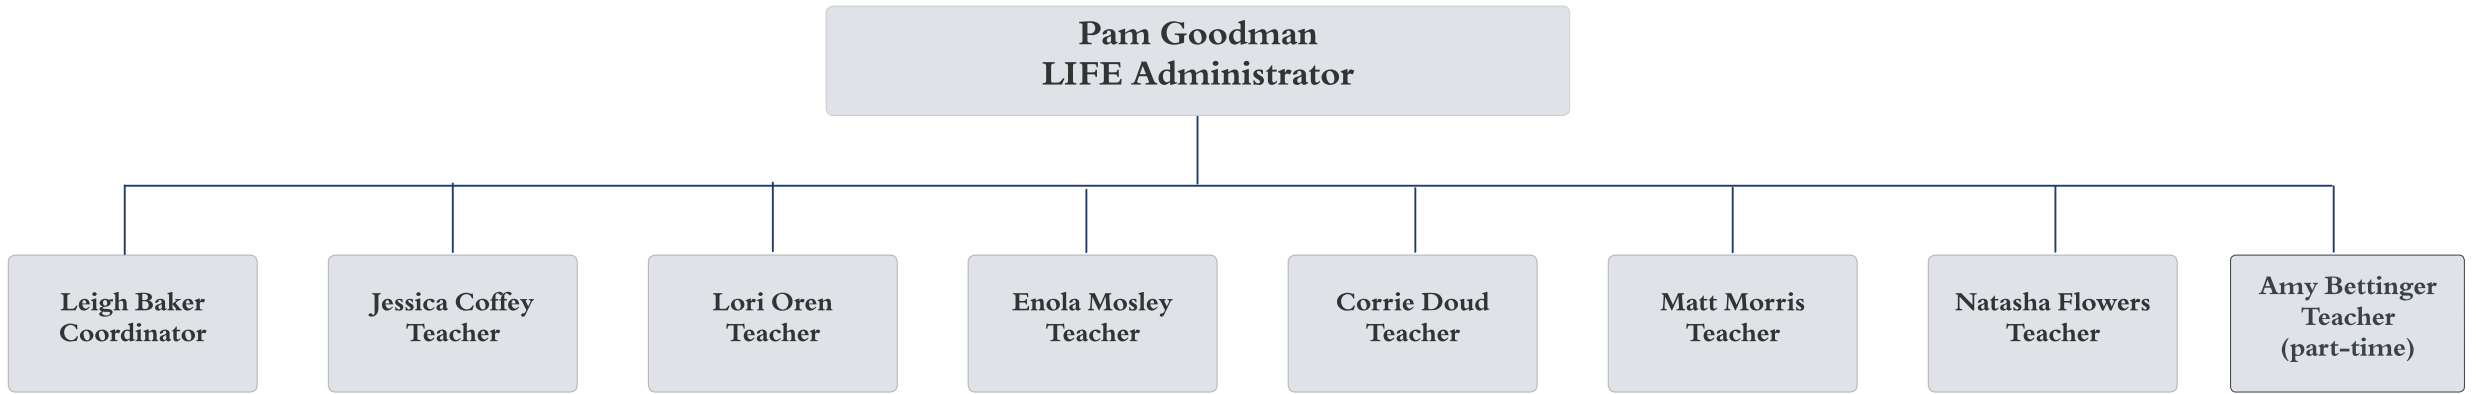 Pam Goodman
LIFE Administrator
Leigh Baker
Coordinator
Jessica Coffey
Teacher
Lori Oren
Teacher
Enola Mosley
Teacher
Corrie Doud
Teacher
Matt Morris
Teacher
Natasha Flowers
Teacher
Amy Bettinger
Teacher
(part-time)